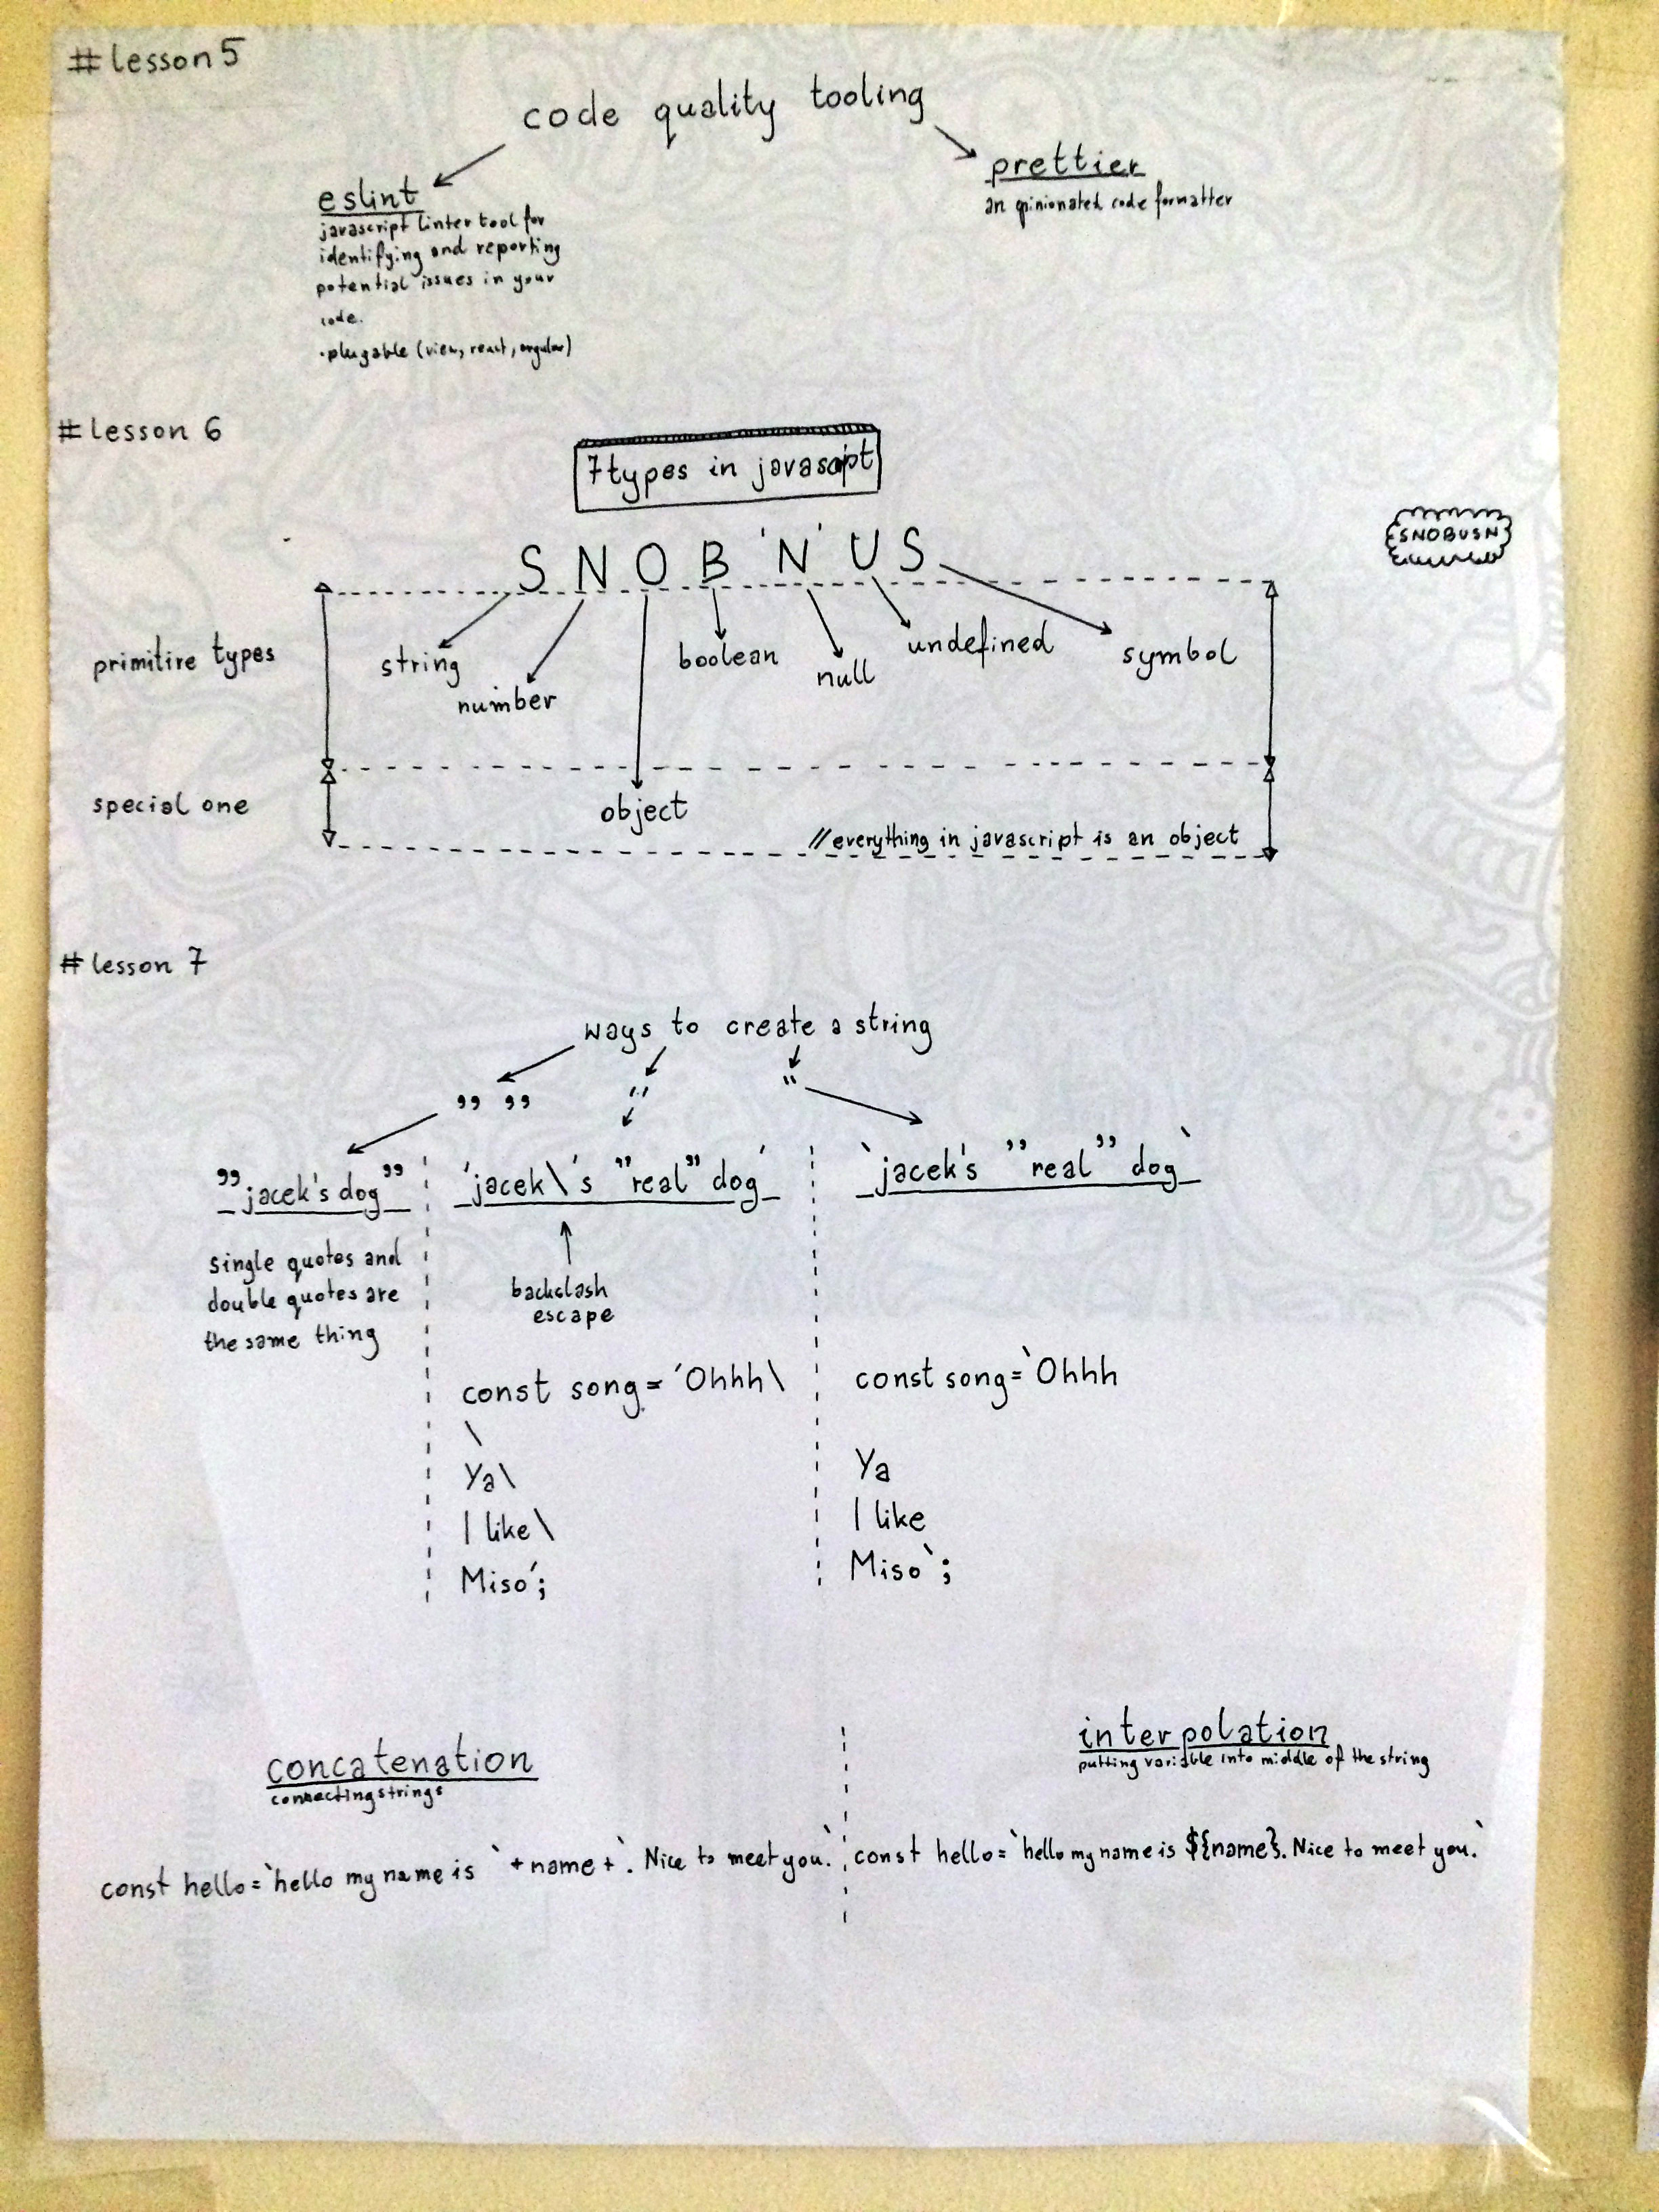 # lesson 5
code quality tooling
eslint
javascript linter tool for
identifying and reporting
potential issues in your
code.
·plugable (view, react, angular)
prettier
an opinionated code formatter
# lesson 6
7 types in javascript
SNOBUSN
S N O B 'N' U S
primitire types
string
number
boolean
null
undefined
symbol
special one
object
//everything in javascript is an object
# lesson 7
ways to create a string
” ”
' '
``
”jacek's dog”
single quotes and
double quotes are
the same thing
'jacek\'s "real" dog'
backslash
escape
const song = 'Ohhh\
\
Ya\
I like\
Miso';
`jacek's ”real” dog`
const song = `Ohhh
Ya
I like
Miso`;
concatenation
connecting strings
const hello = `hello my name is ` + name + `. Nice to meet you.`;
interpolation
putting variable into middle of the string
const hello = `hello my name is ${name}. Nice to meet you.`